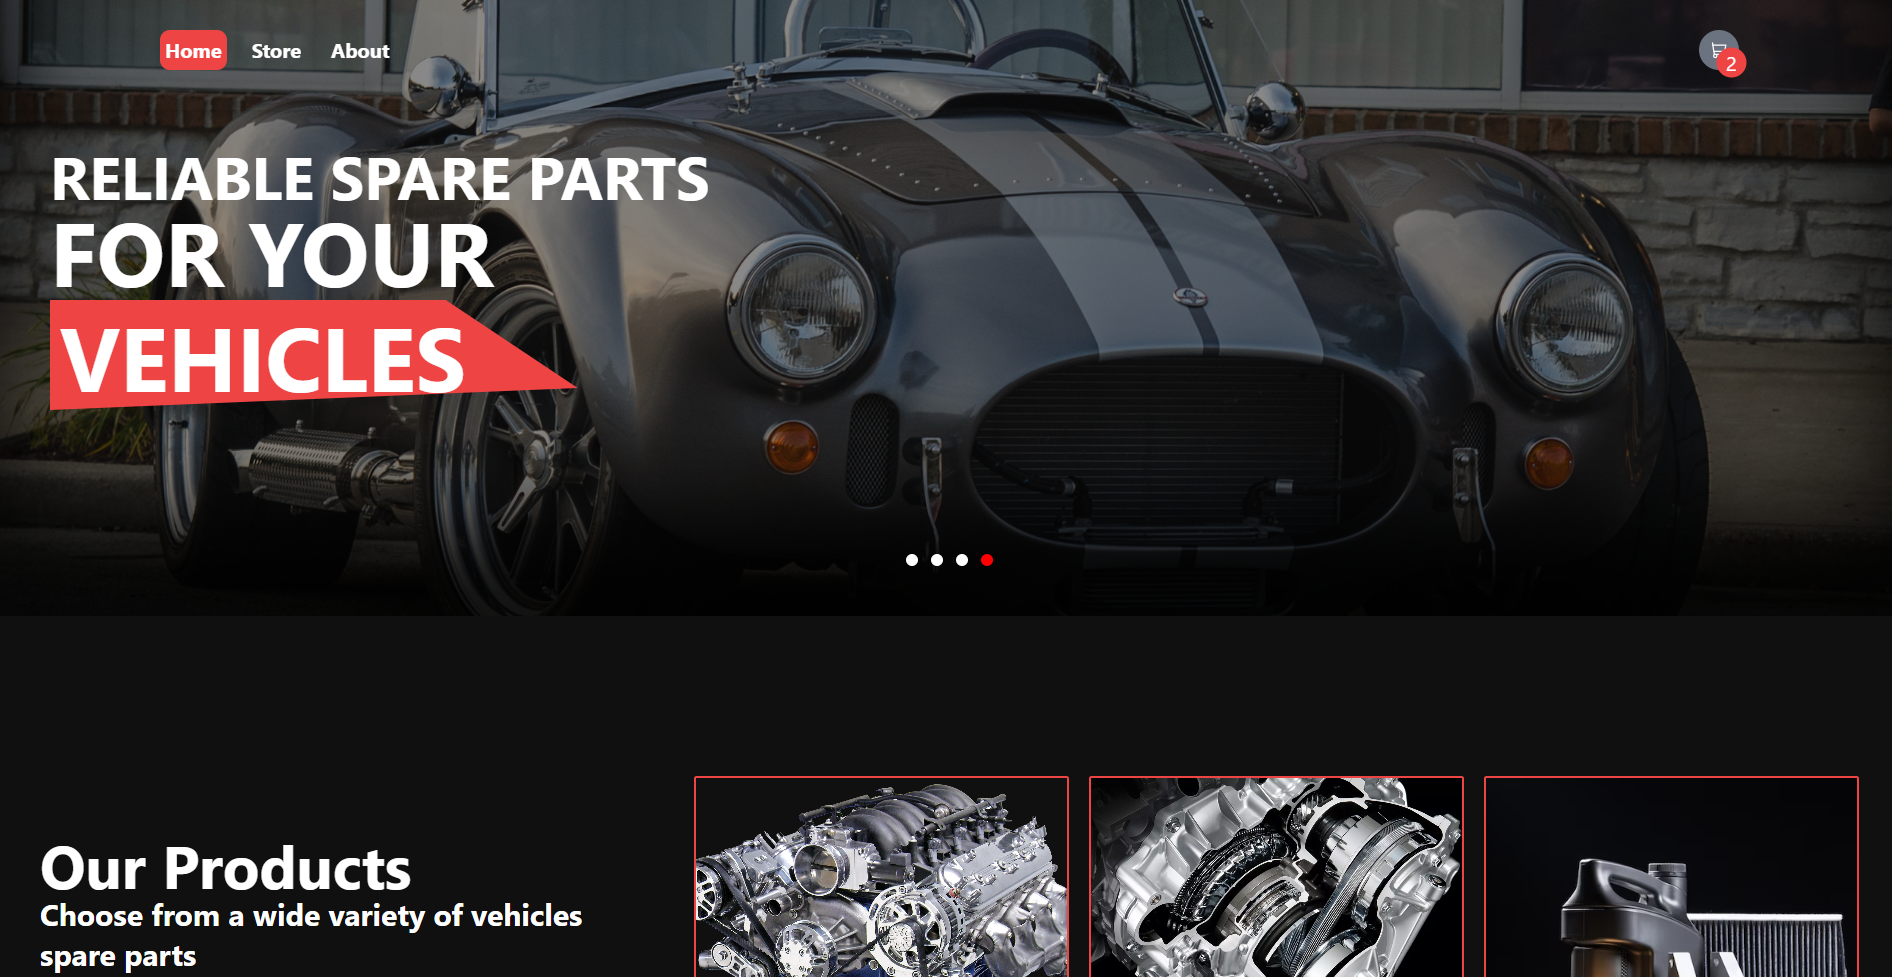 Home Store About
2
RELIABLE SPARE PARTS
FOR YOUR
VEHICLES
Our Products
Choose from a wide variety of vehicles
spare parts